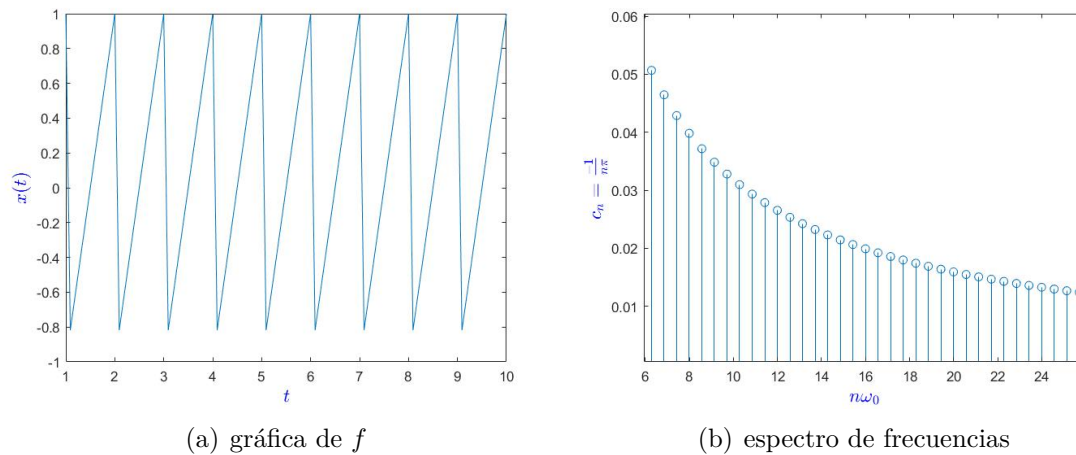 1
0.8
0.6
0.4
0.2
0
-0.2
-0.4
-0.6
-0.8
-1
x(t)
1 2 3 4 5 6 7 8 9 10
t
(a) gráfica de f
0.06
0.05
0.04
0.03
0.02
0.01
c_n = \frac{-1}{n\pi}
6 8 10 12 14 16 18 20 22 24
nω₀
(b) espectro de frecuencias